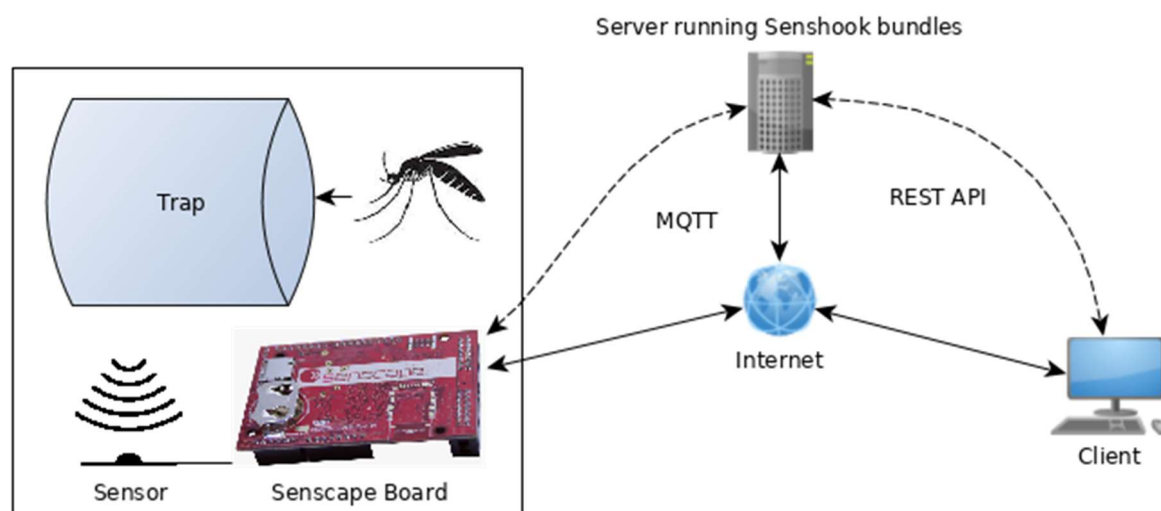 Server running Senshook bundles
Trap
REST API
MQTT
Internet
Client
Sensor
Senscape Board